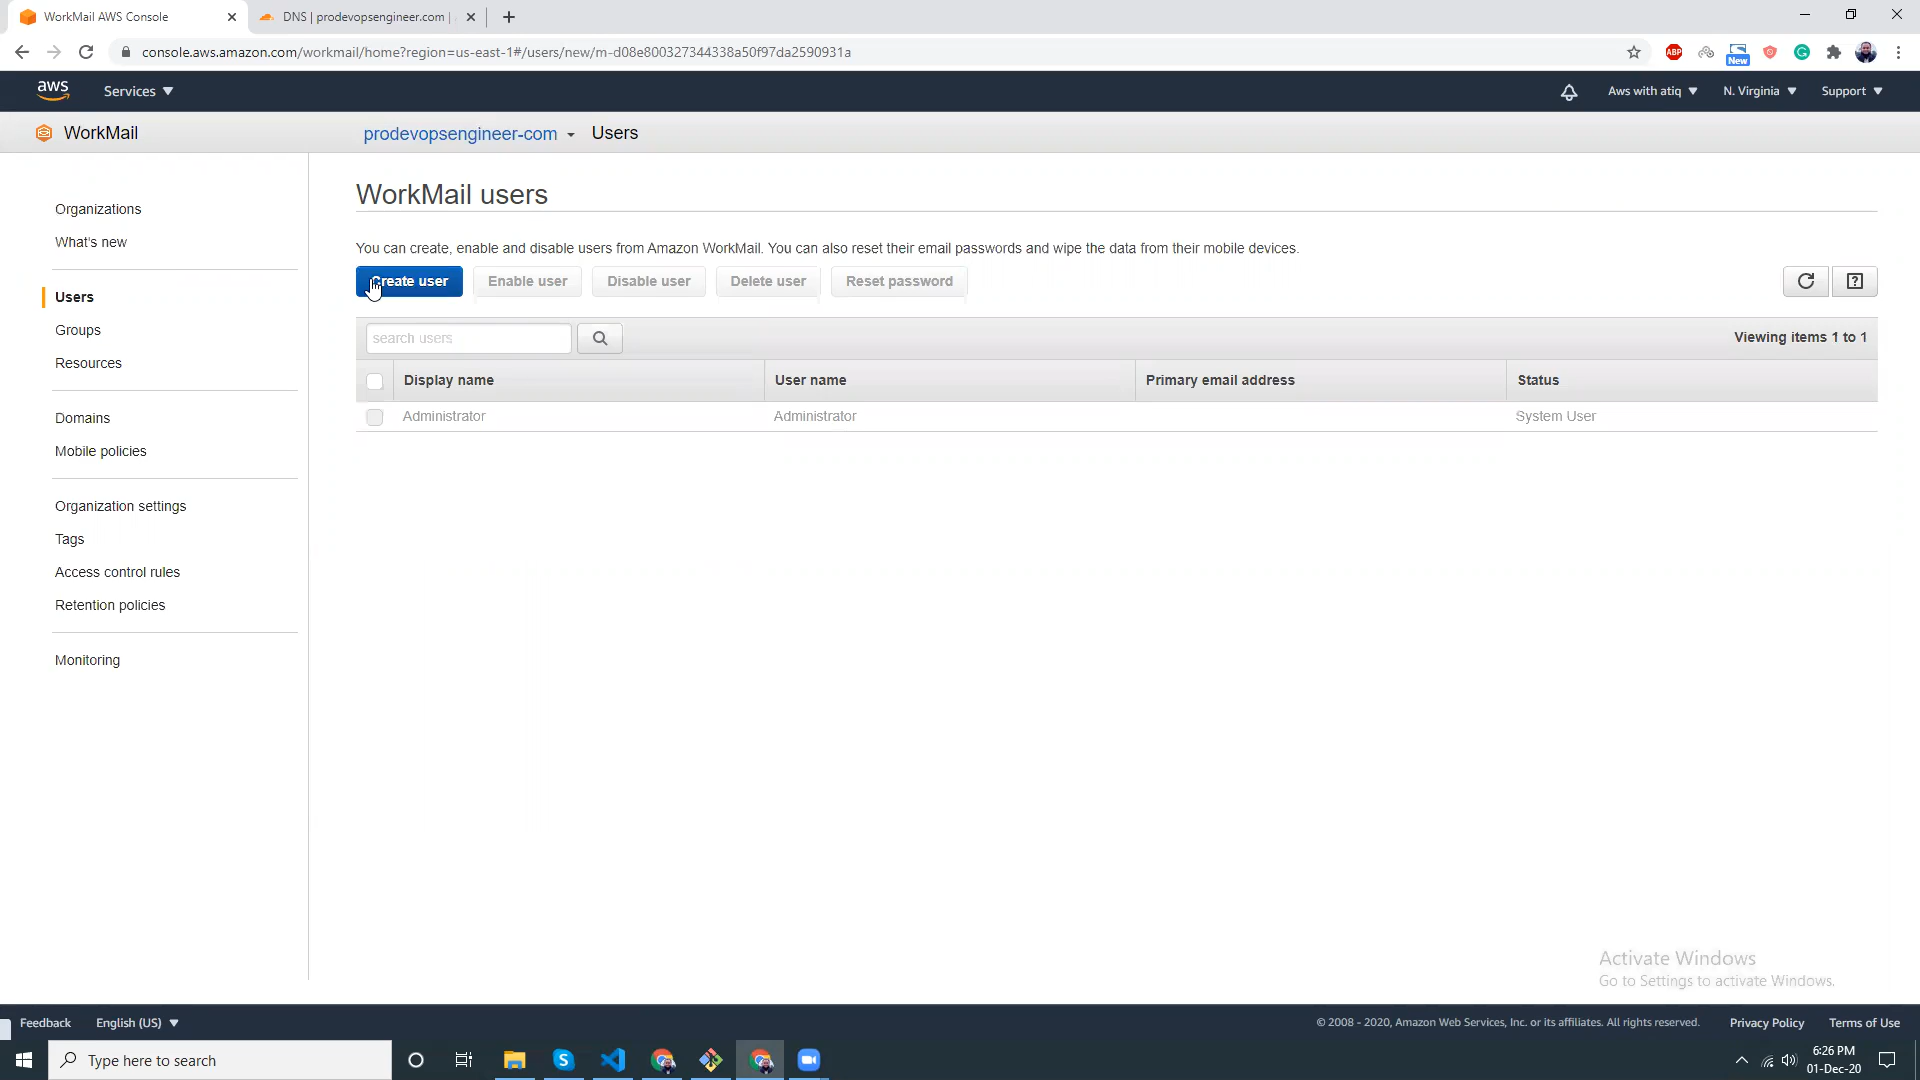 WorkMail AWS Console
DNS | prodevopsengineer.com |
console.aws.amazon.com/workmail/home?region=us-east-1#/users/new/m-d08e800327344338a50f97da2590931a
ABP
New
aws
Services
Aws with atiq
N. Virginia
Support
WorkMail
prodevopsengineer-com
Users
Organizations
What's new
Users
Groups
Resources
Domains
Mobile policies
Organization settings
Tags
Access control rules
Retention policies
Monitoring
WorkMail users
You can create, enable and disable users from Amazon WorkMail. You can also reset their email passwords and wipe the data from their mobile devices.
Create user
Enable user
Disable user
Delete user
Reset password
search users
Viewing items 1 to 1
Display name
User name
Primary email address
Status
Administrator
Administrator
System User
Activate Windows
Go to Settings to activate Windows.
Feedback
English (US)
© 2008 - 2020, Amazon Web Services, Inc. or its affiliates. All rights reserved.
Privacy Policy
Terms of Use
Type here to search
6:26 PM
01-Dec-20